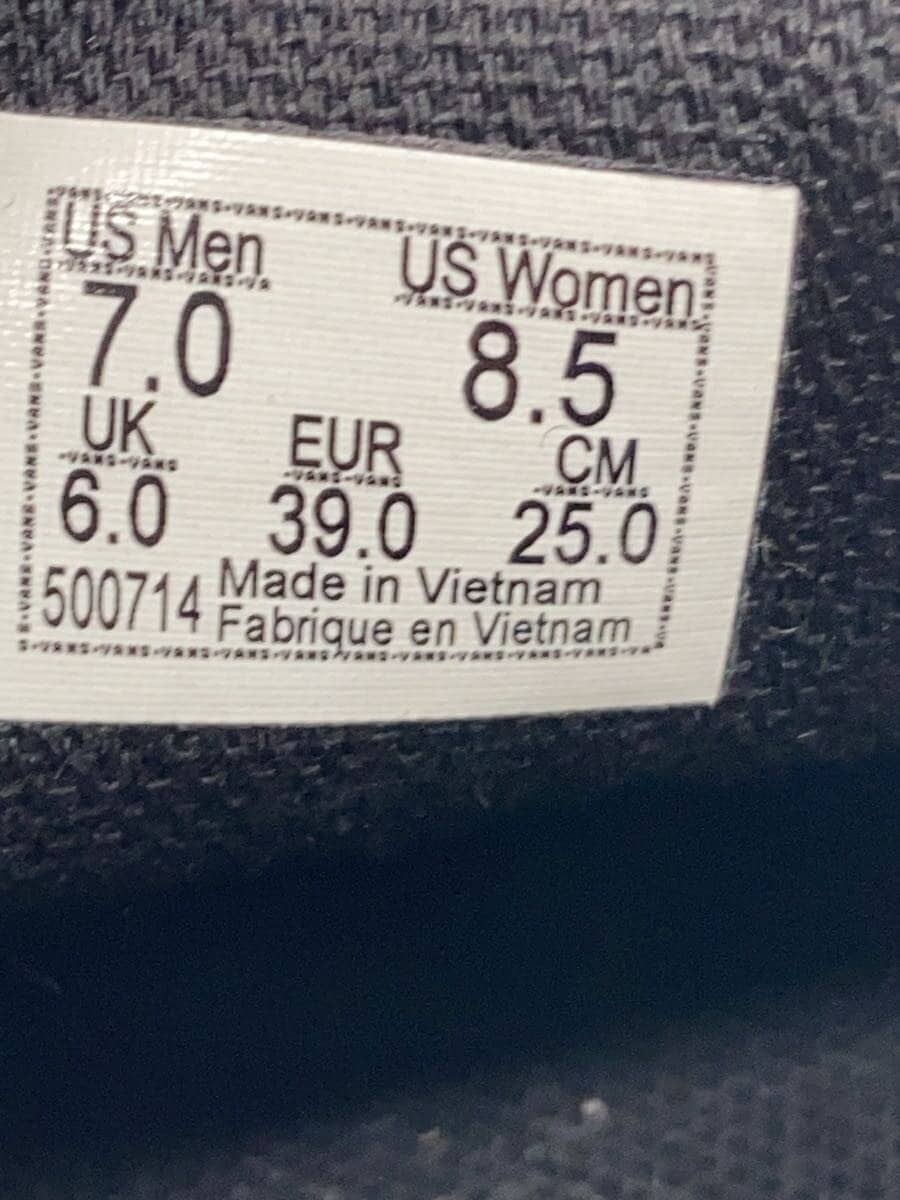 US Men US Women
7.0 8.5
UK EUR CM
6.0 39.0 25.0
500714 Made in Vietnam
Fabrique en Vietnam